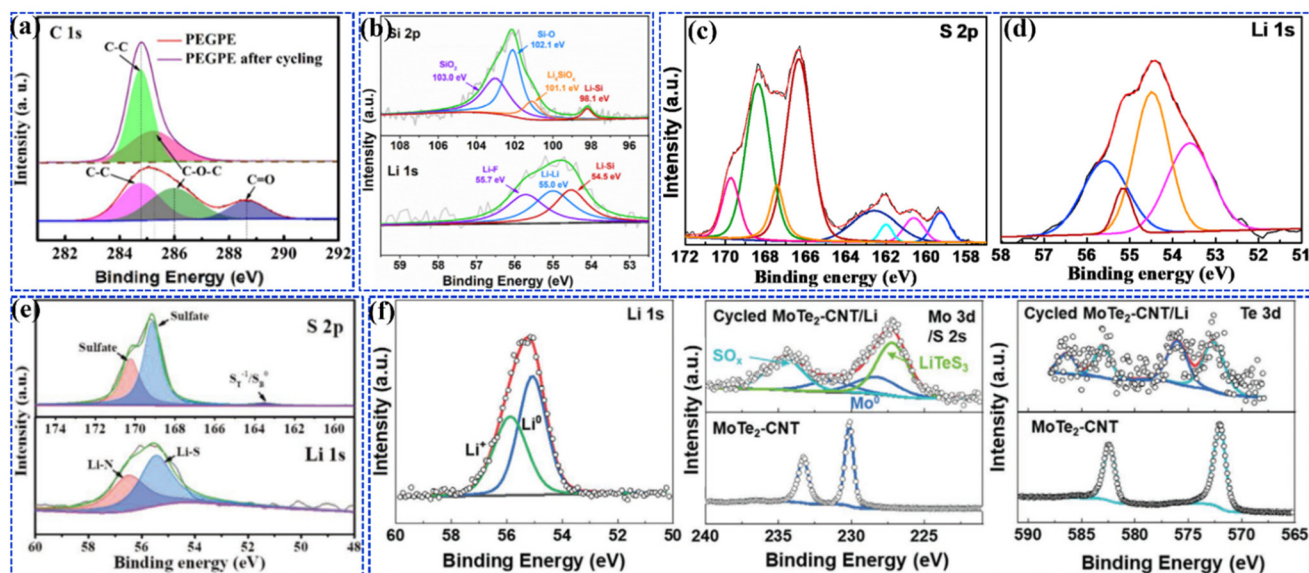 (a)
C 1s
PEGPE
PEGPE after cycling
C-C
C-O-C
C-C
C=O
Intensity (a. u.)
282 284 286 288 290 292
Binding Energy (eV)
(b)
Si 2p
Si-O
102.1 eV
SiO2
103.0 eV
LixSiOx
101.1 eV
Li-Si
98.1 eV
108 106 104 102 100 98 96
Li 1s
Li-F
55.7 eV
Li-Li
55.0 eV
Li-Si
54.5 eV
Intensity (a.u.)
59 58 57 56 55 54 53
Binding Energy (eV)
(c)
S 2p
Intensity (a.u.)
172 170 168 166 164 162 160 158
Binding energy (eV)
(d)
Li 1s
Intensity (a.u.)
58 57 56 55 54 53 52 51
Binding energy (eV)
(e)
S 2p
Sulfate
Sulfate
ST-1/SB0
174 172 170 168 166 164 162 160
Li 1s
Li-N
Li-S
Intensity (a.u.)
60 58 56 54 52 50 48
Binding energy (eV)
(f)
Li 1s
Li+
Li0
Intensity (a.u.)
60 58 56 54 52 50
Binding Energy (eV)
Cycled MoTe2-CNT/Li
Mo 3d
/S 2s
SOx
LiTeS3
Mo0
MoTe2-CNT
Intensity (a.u.)
240 230
Binding Energy (eV)
Cycled MoTe2-CNT/Li
Te 3d
MoTe2-CNT
Intensity (a.u.)
590 585 580 575 570 565
Binding Energy (eV)